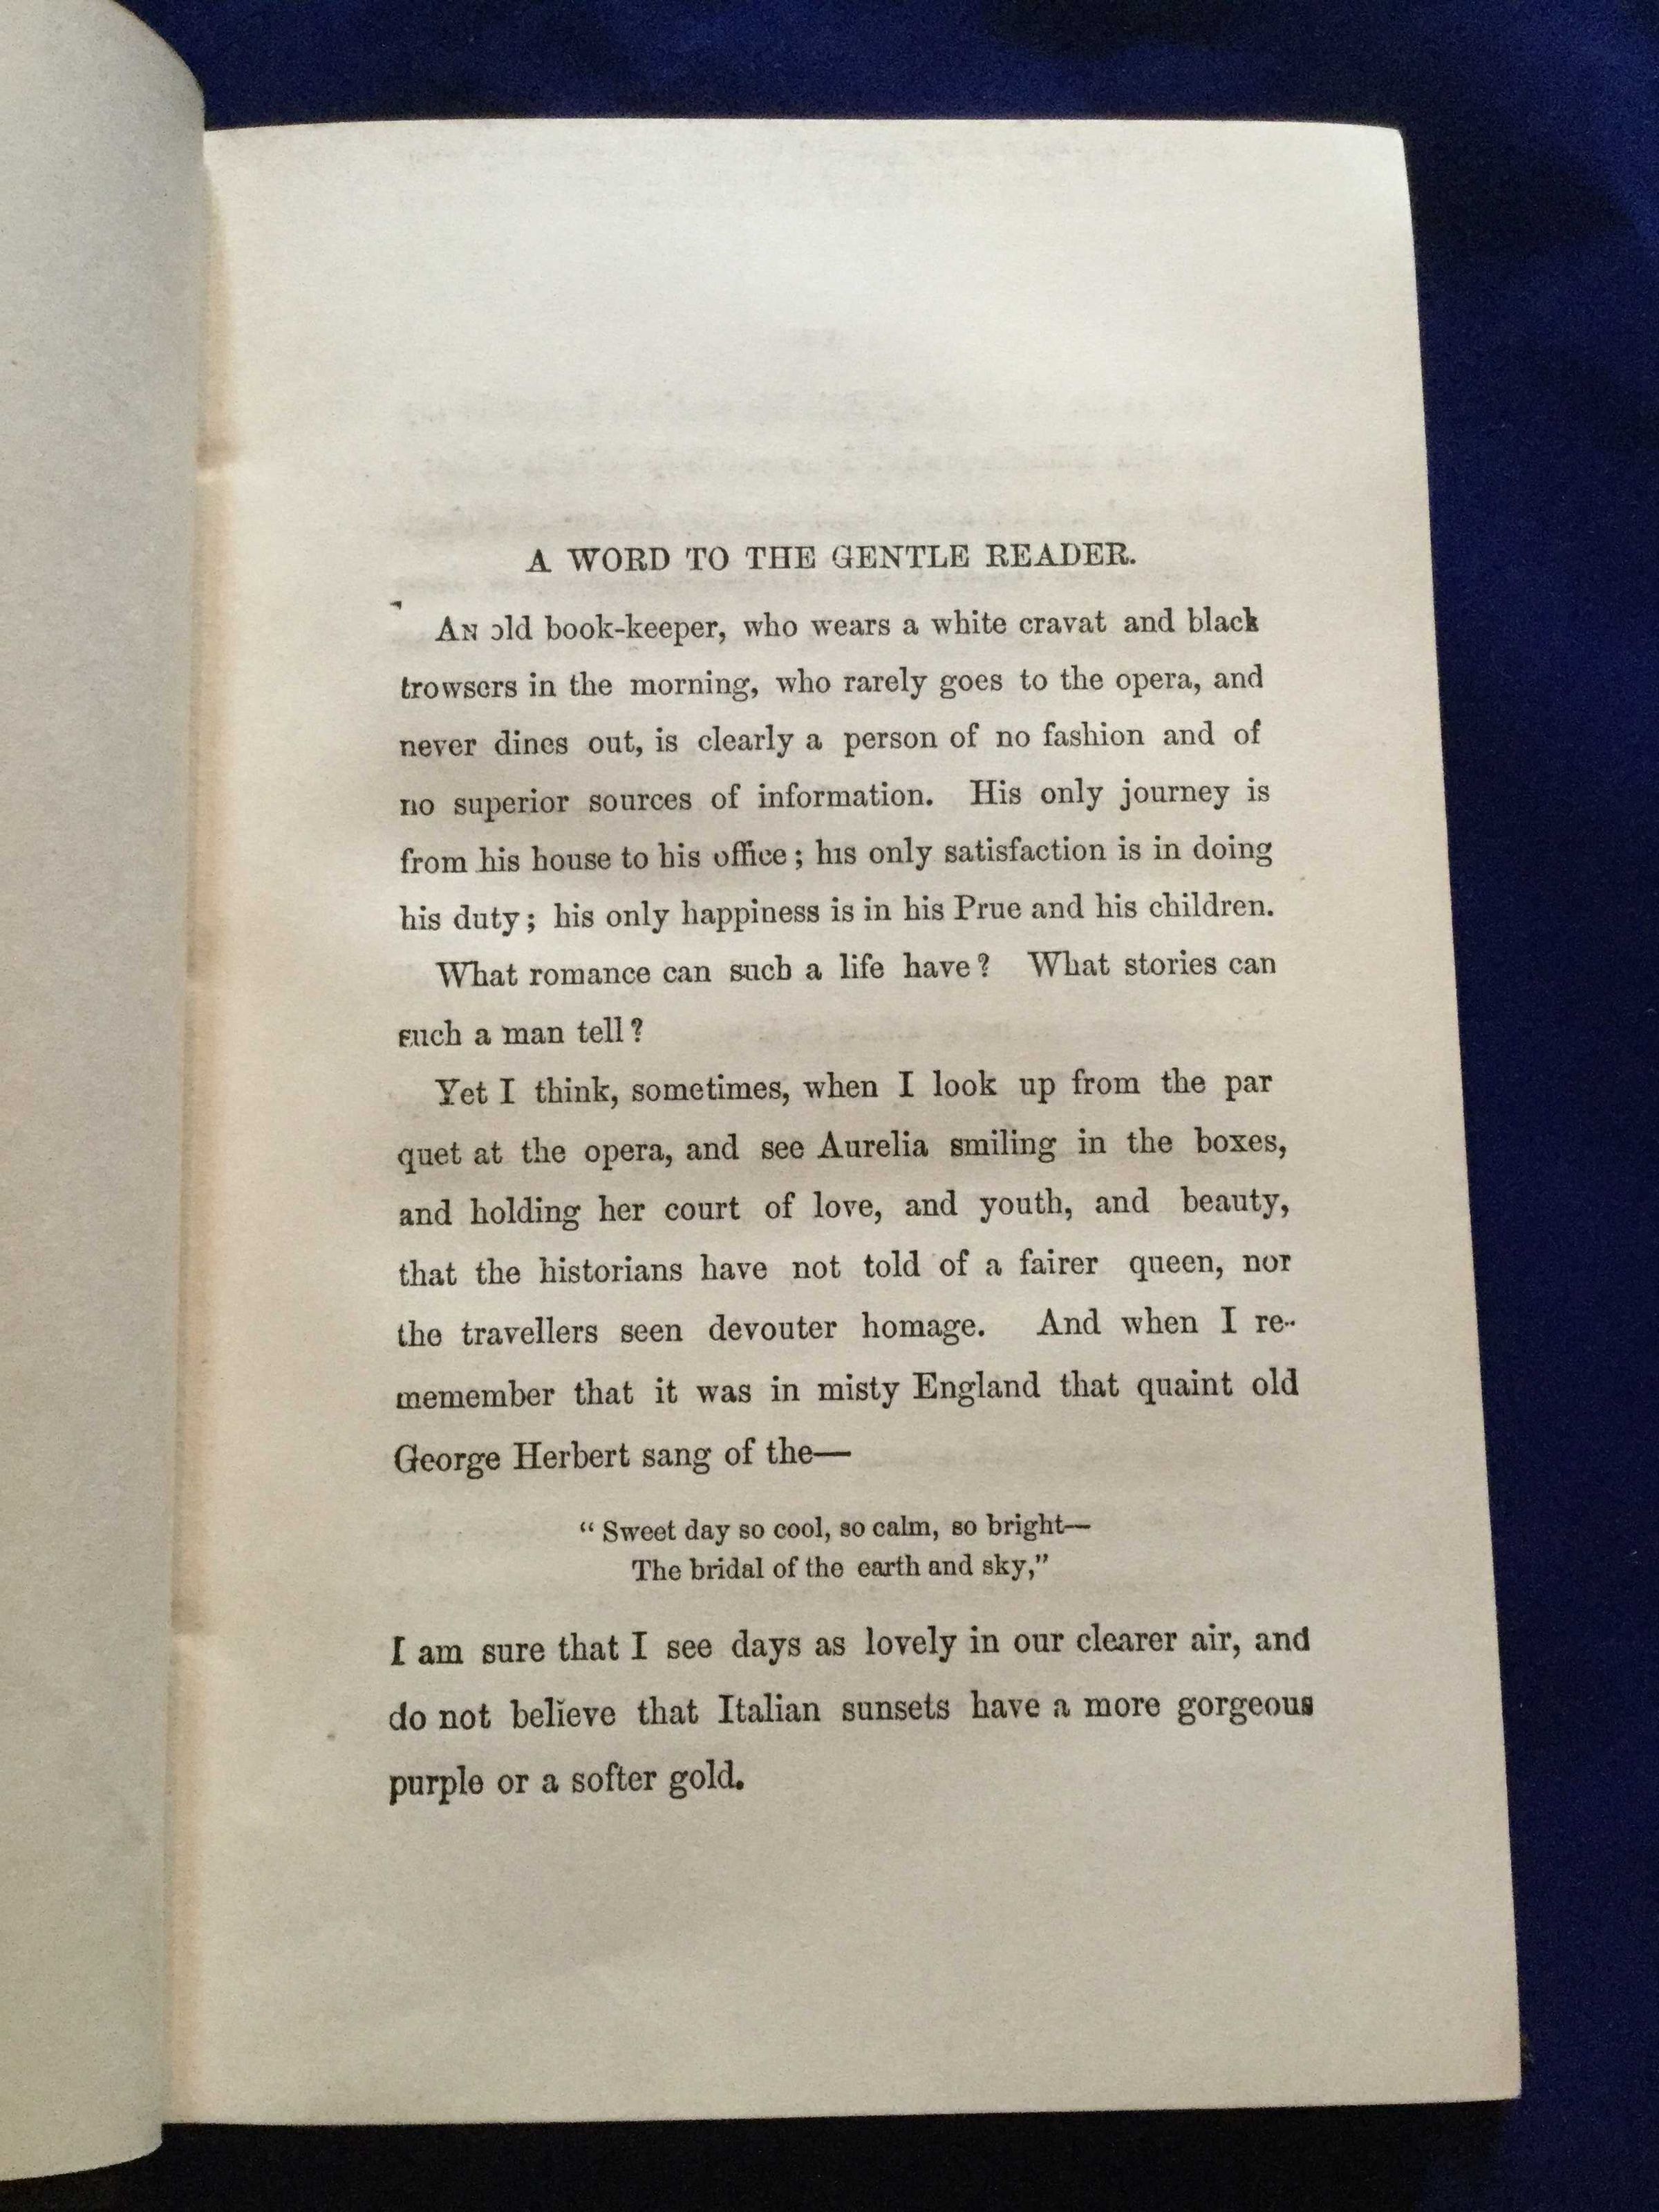 A WORD TO THE GENTLE READER.
AN old book-keeper, who wears a white cravat and black
trowsers in the morning, who rarely goes to the opera, and
never dines out, is clearly a person of no fashion and of
no superior sources of information. His only journey is
from his house to his office; his only satisfaction is in doing
his duty; his only happiness is in his Prue and his children.
What romance can such a life have? What stories can
such a man tell?
Yet I think, sometimes, when I look up from the par
quet at the opera, and see Aurelia smiling in the boxes,
and holding her court of love, and youth, and beauty,
that the historians have not told of a fairer queen, nor
the travellers seen devouter homage. And when I re-
memember that it was in misty England that quaint old
George Herbert sang of the—
“Sweet day so cool, so calm, so bright—
The bridal of the earth and sky,”
I am sure that I see days as lovely in our clearer air, and
do not believe that Italian sunsets have a more gorgeous
purple or a softer gold.